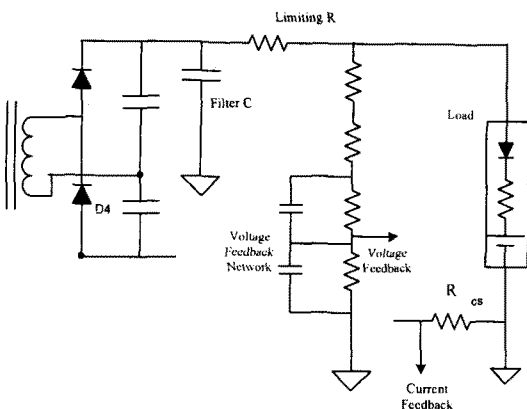 Limiting R
Filter C
Load
D4
Voltage
Feedback
Network
Voltage
Feedback
R
cs
Current
Feedback